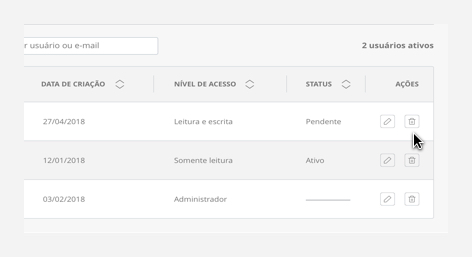 r usuário ou e-mail
2 usuários ativos
DATA DE CRIAÇÃO NÍVEL DE ACESSO STATUS AÇÕES
27/04/2018 Leitura e escrita Pendente
12/01/2018 Somente leitura Ativo
03/02/2018 Administrador